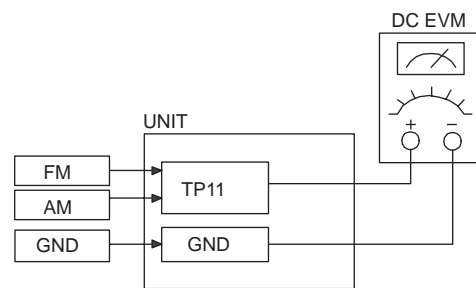 DC EVM
UNIT
+ −
FM
TP11
AM
GND
GND